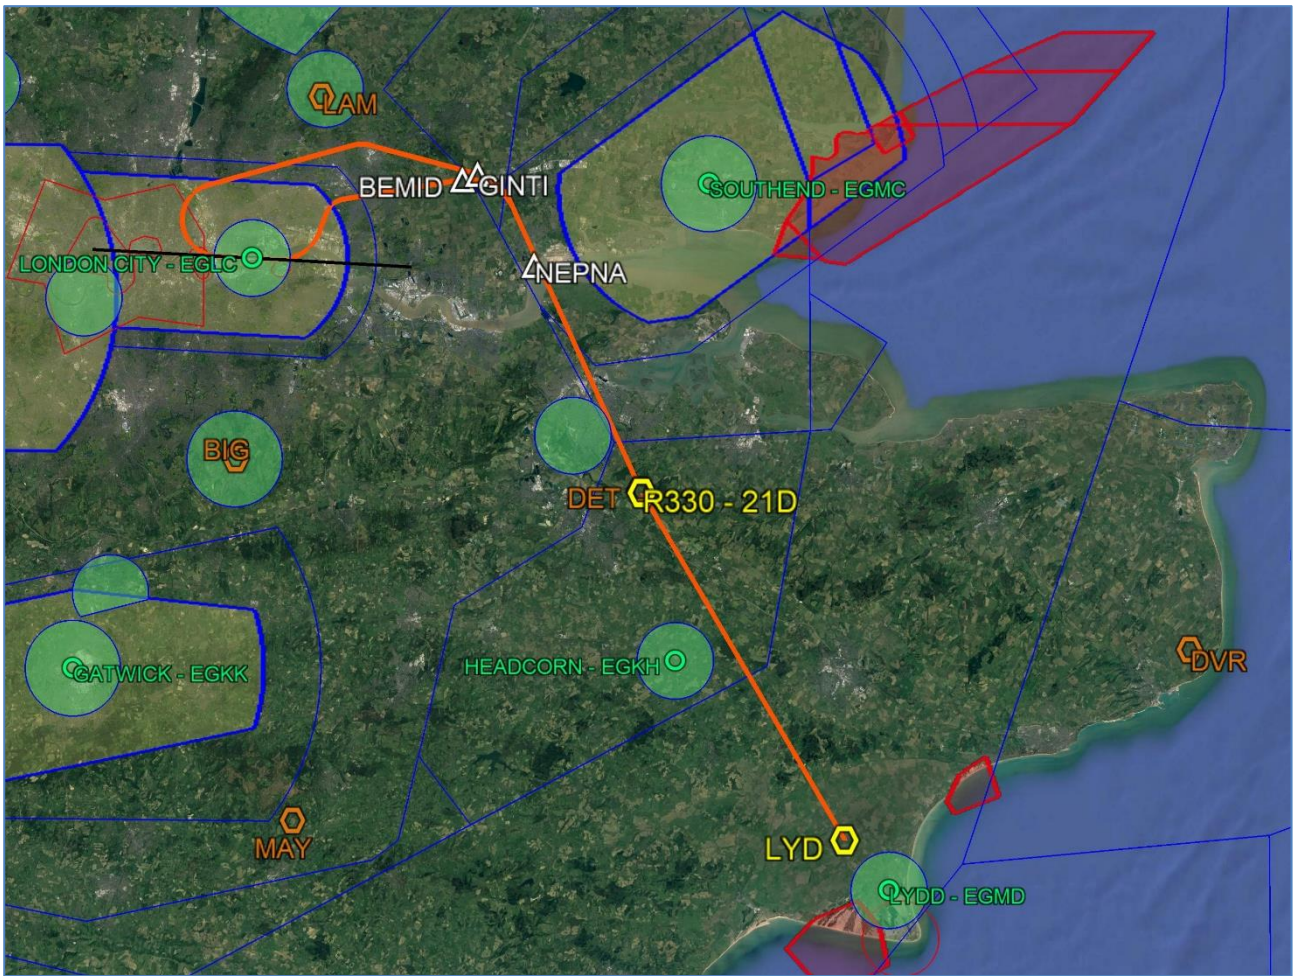 LAM
BEMID
GINTI
SOUTHEND - EGMC
LONDON CITY - EGLC
NEPNA
BIG
DET
R330 - 21D
HEADCORN - EGKH
GATWICK - EGKK
DVR
MAY
LYD
LYDD - EGMD